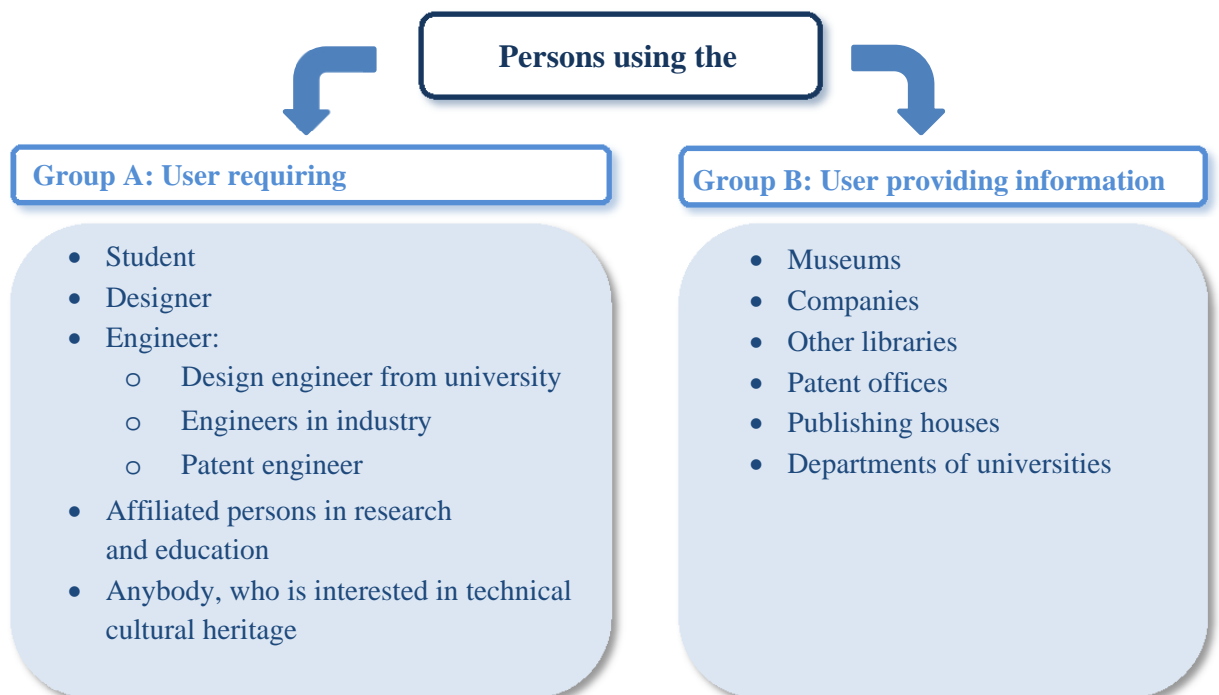 Persons using the
Group A: User requiring
Group B: User providing information
• Student
• Designer
• Engineer:
o Design engineer from university
o Engineers in industry
o Patent engineer
• Affiliated persons in research
and education
• Anybody, who is interested in technical
cultural heritage
• Museums
• Companies
• Other libraries
• Patent offices
• Publishing houses
• Departments of universities